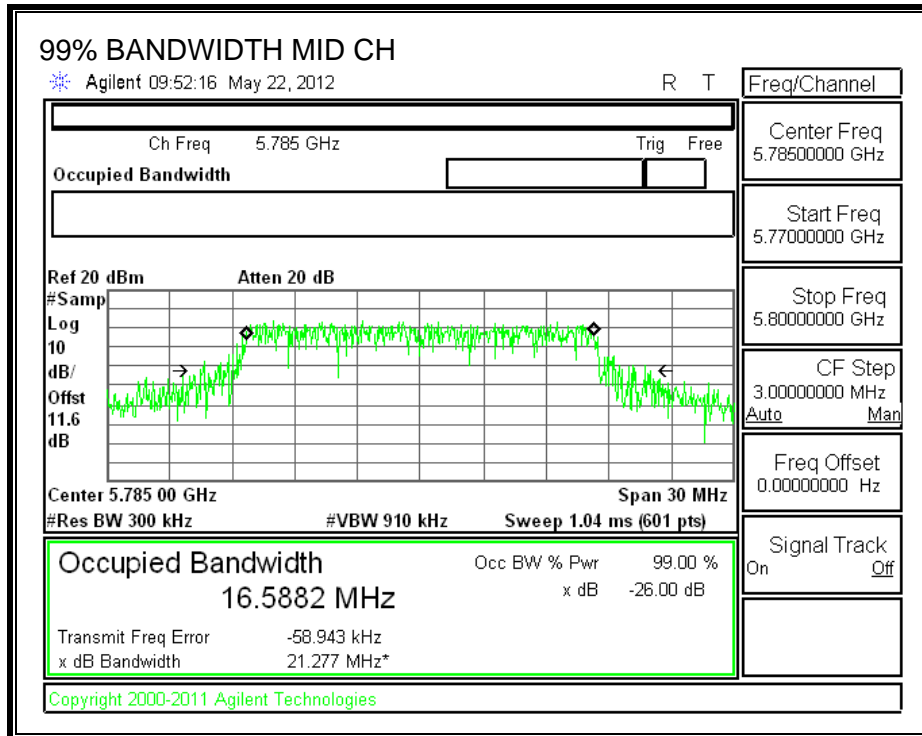 99% BANDWIDTH MID CH
Agilent 09:52:16 May 22, 2012 R T
Freq/Channel
Ch Freq 5.785 GHz Trig Free
Occupied Bandwidth
Center Freq
5.78500000 GHz
Start Freq
5.77000000 GHz
Stop Freq
5.80000000 GHz
CF Step
3.00000000 MHz
Auto Man
Freq Offset
0.00000000 Hz
Signal Track
On Off
Ref 20 dBm Atten 20 dB
#Samp
Log
10
dB/
Offst
11.6
dB
Center 5.785 00 GHz Span 30 MHz
#Res BW 300 kHz #VBW 910 kHz Sweep 1.04 ms (601 pts)
Occupied Bandwidth
16.5882 MHz
Occ BW % Pwr 99.00 %
x dB -26.00 dB
Transmit Freq Error -58.943 kHz
x dB Bandwidth 21.277 MHz*
Copyright 2000-2011 Agilent Technologies